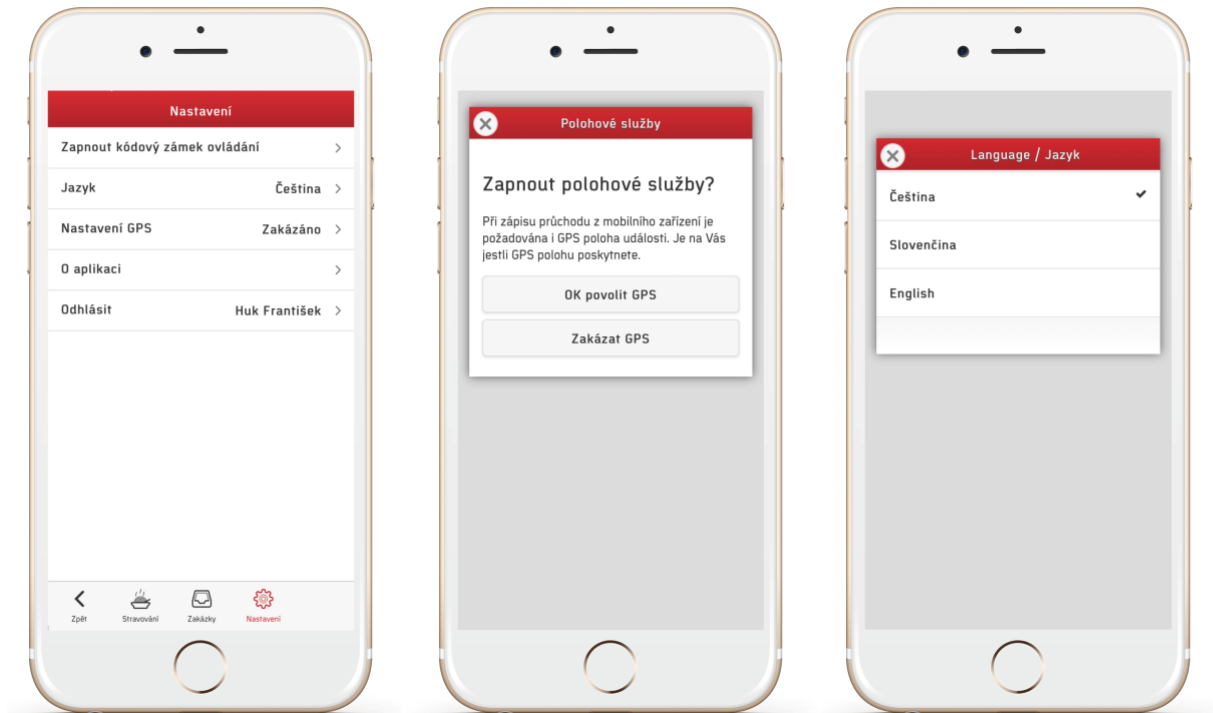 Nastavení
Zapnout kódový zámek ovládání
Jazyk Čeština
Nastavení GPS Zakázáno
O aplikaci
Odhlásit Huk František
Zpět Stravování Zakázky Nastavení
Polohové služby
Zapnout polohové služby?
Při zápisu průchodu z mobilního zařízení je
požadována i GPS poloha události. Je na Vás
jestli GPS polohu poskytnete.
OK povolit GPS
Zakázat GPS
Language / Jazyk
Čeština
Slovenčina
English